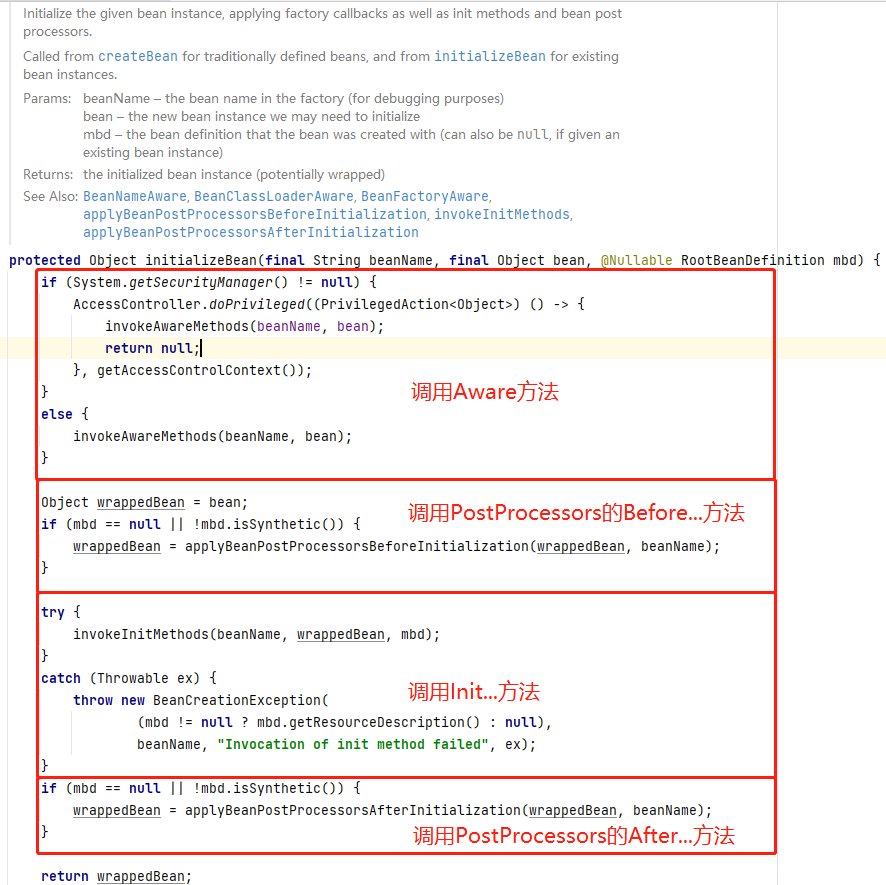 Initialize the given bean instance, applying factory callbacks as well as init methods and bean post
processors.
Called from createBean for traditionally defined beans, and from initializeBean for existing
bean instances.
Params: beanName – the bean name in the factory (for debugging purposes)
bean – the new bean instance we may need to initialize
mbd – the bean definition that the bean was created with (can also be null, if given an
existing bean instance)
Returns: the initialized bean instance (potentially wrapped)
See Also: BeanNameAware, BeanClassLoaderAware, BeanFactoryAware,
applyBeanPostProcessorsBeforeInitialization, invokeInitMethods,
applyBeanPostProcessorsAfterInitialization
protected Object initializeBean(final String beanName, final Object bean, @Nullable RootBeanDefinition mbd) {
if (System.getSecurityManager() != null) {
AccessController.doPrivileged((PrivilegedAction<Object>) () -> {
invokeAwareMethods(beanName, bean);
return null;
}, getAccessControlContext());
}
调用Aware方法
else {
invokeAwareMethods(beanName, bean);
}
Object wrappedBean = bean;
调用PostProcessors的Before...方法
if (mbd == null || !mbd.isSynthetic()) {
wrappedBean = applyBeanPostProcessorsBeforeInitialization(wrappedBean, beanName);
}
try {
invokeInitMethods(beanName, wrappedBean, mbd);
}
catch (Throwable ex) {
调用Init...方法
throw new BeanCreationException(
(mbd != null ? mbd.getResourceDescription() : null),
beanName, "Invocation of init method failed", ex);
}
if (mbd == null || !mbd.isSynthetic()) {
wrappedBean = applyBeanPostProcessorsAfterInitialization(wrappedBean, beanName);
}
调用PostProcessors的After...方法
return wrappedBean;